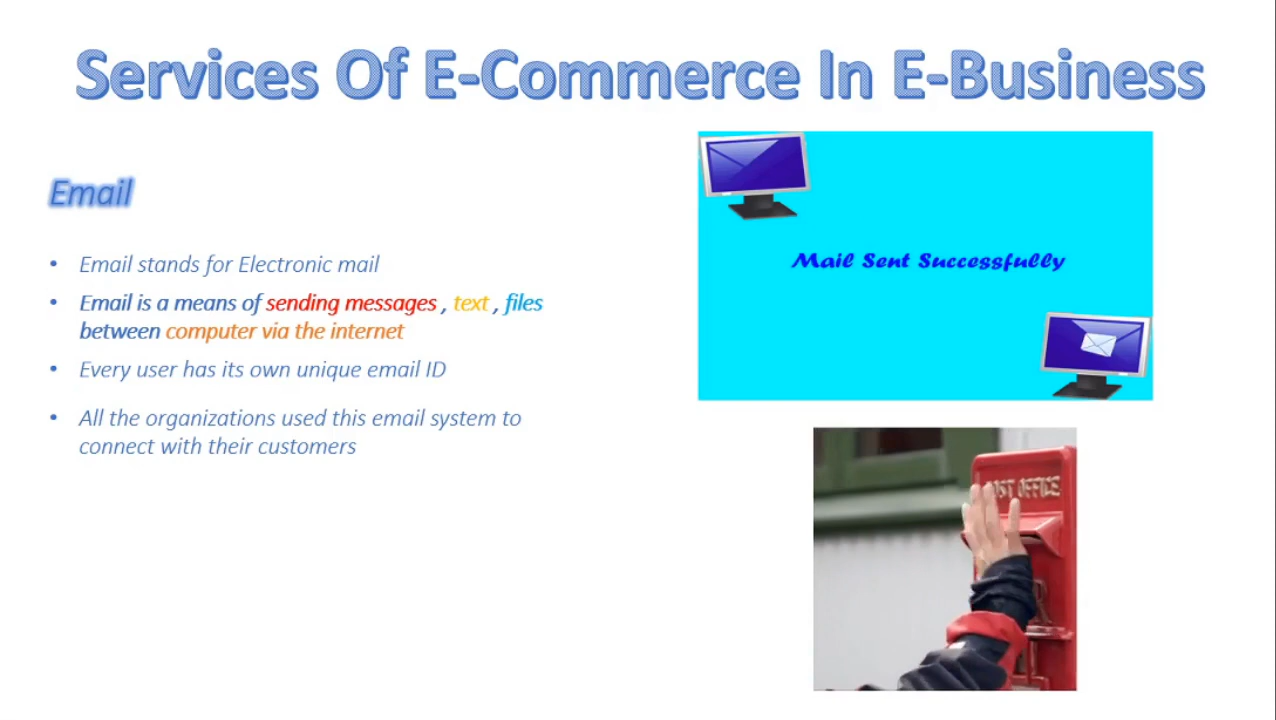 Services Of E-Commerce In E-Business
Email
• Email stands for Electronic mail
• Email is a means of sending messages , text , files
between computer via the internet
• Every user has its own unique email ID
• All the organizations used this email system to
connect with their customers
Mail Sent Successfully
POST OFFICE